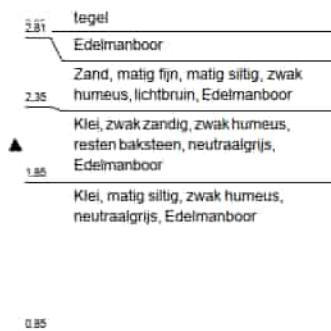 tegel
2.81
Edelmanboor
Zand, matig fijn, matig siltig, zwak
humeus, lichtbruin, Edelmanboor
2.35
Klei, zwak zandig, zwak humeus,
resten baksteen, neutraalgrijs,
Edelmanboor
1.85
Klei, matig siltig, zwak humeus,
neutraalgrijs, Edelmanboor
0.85